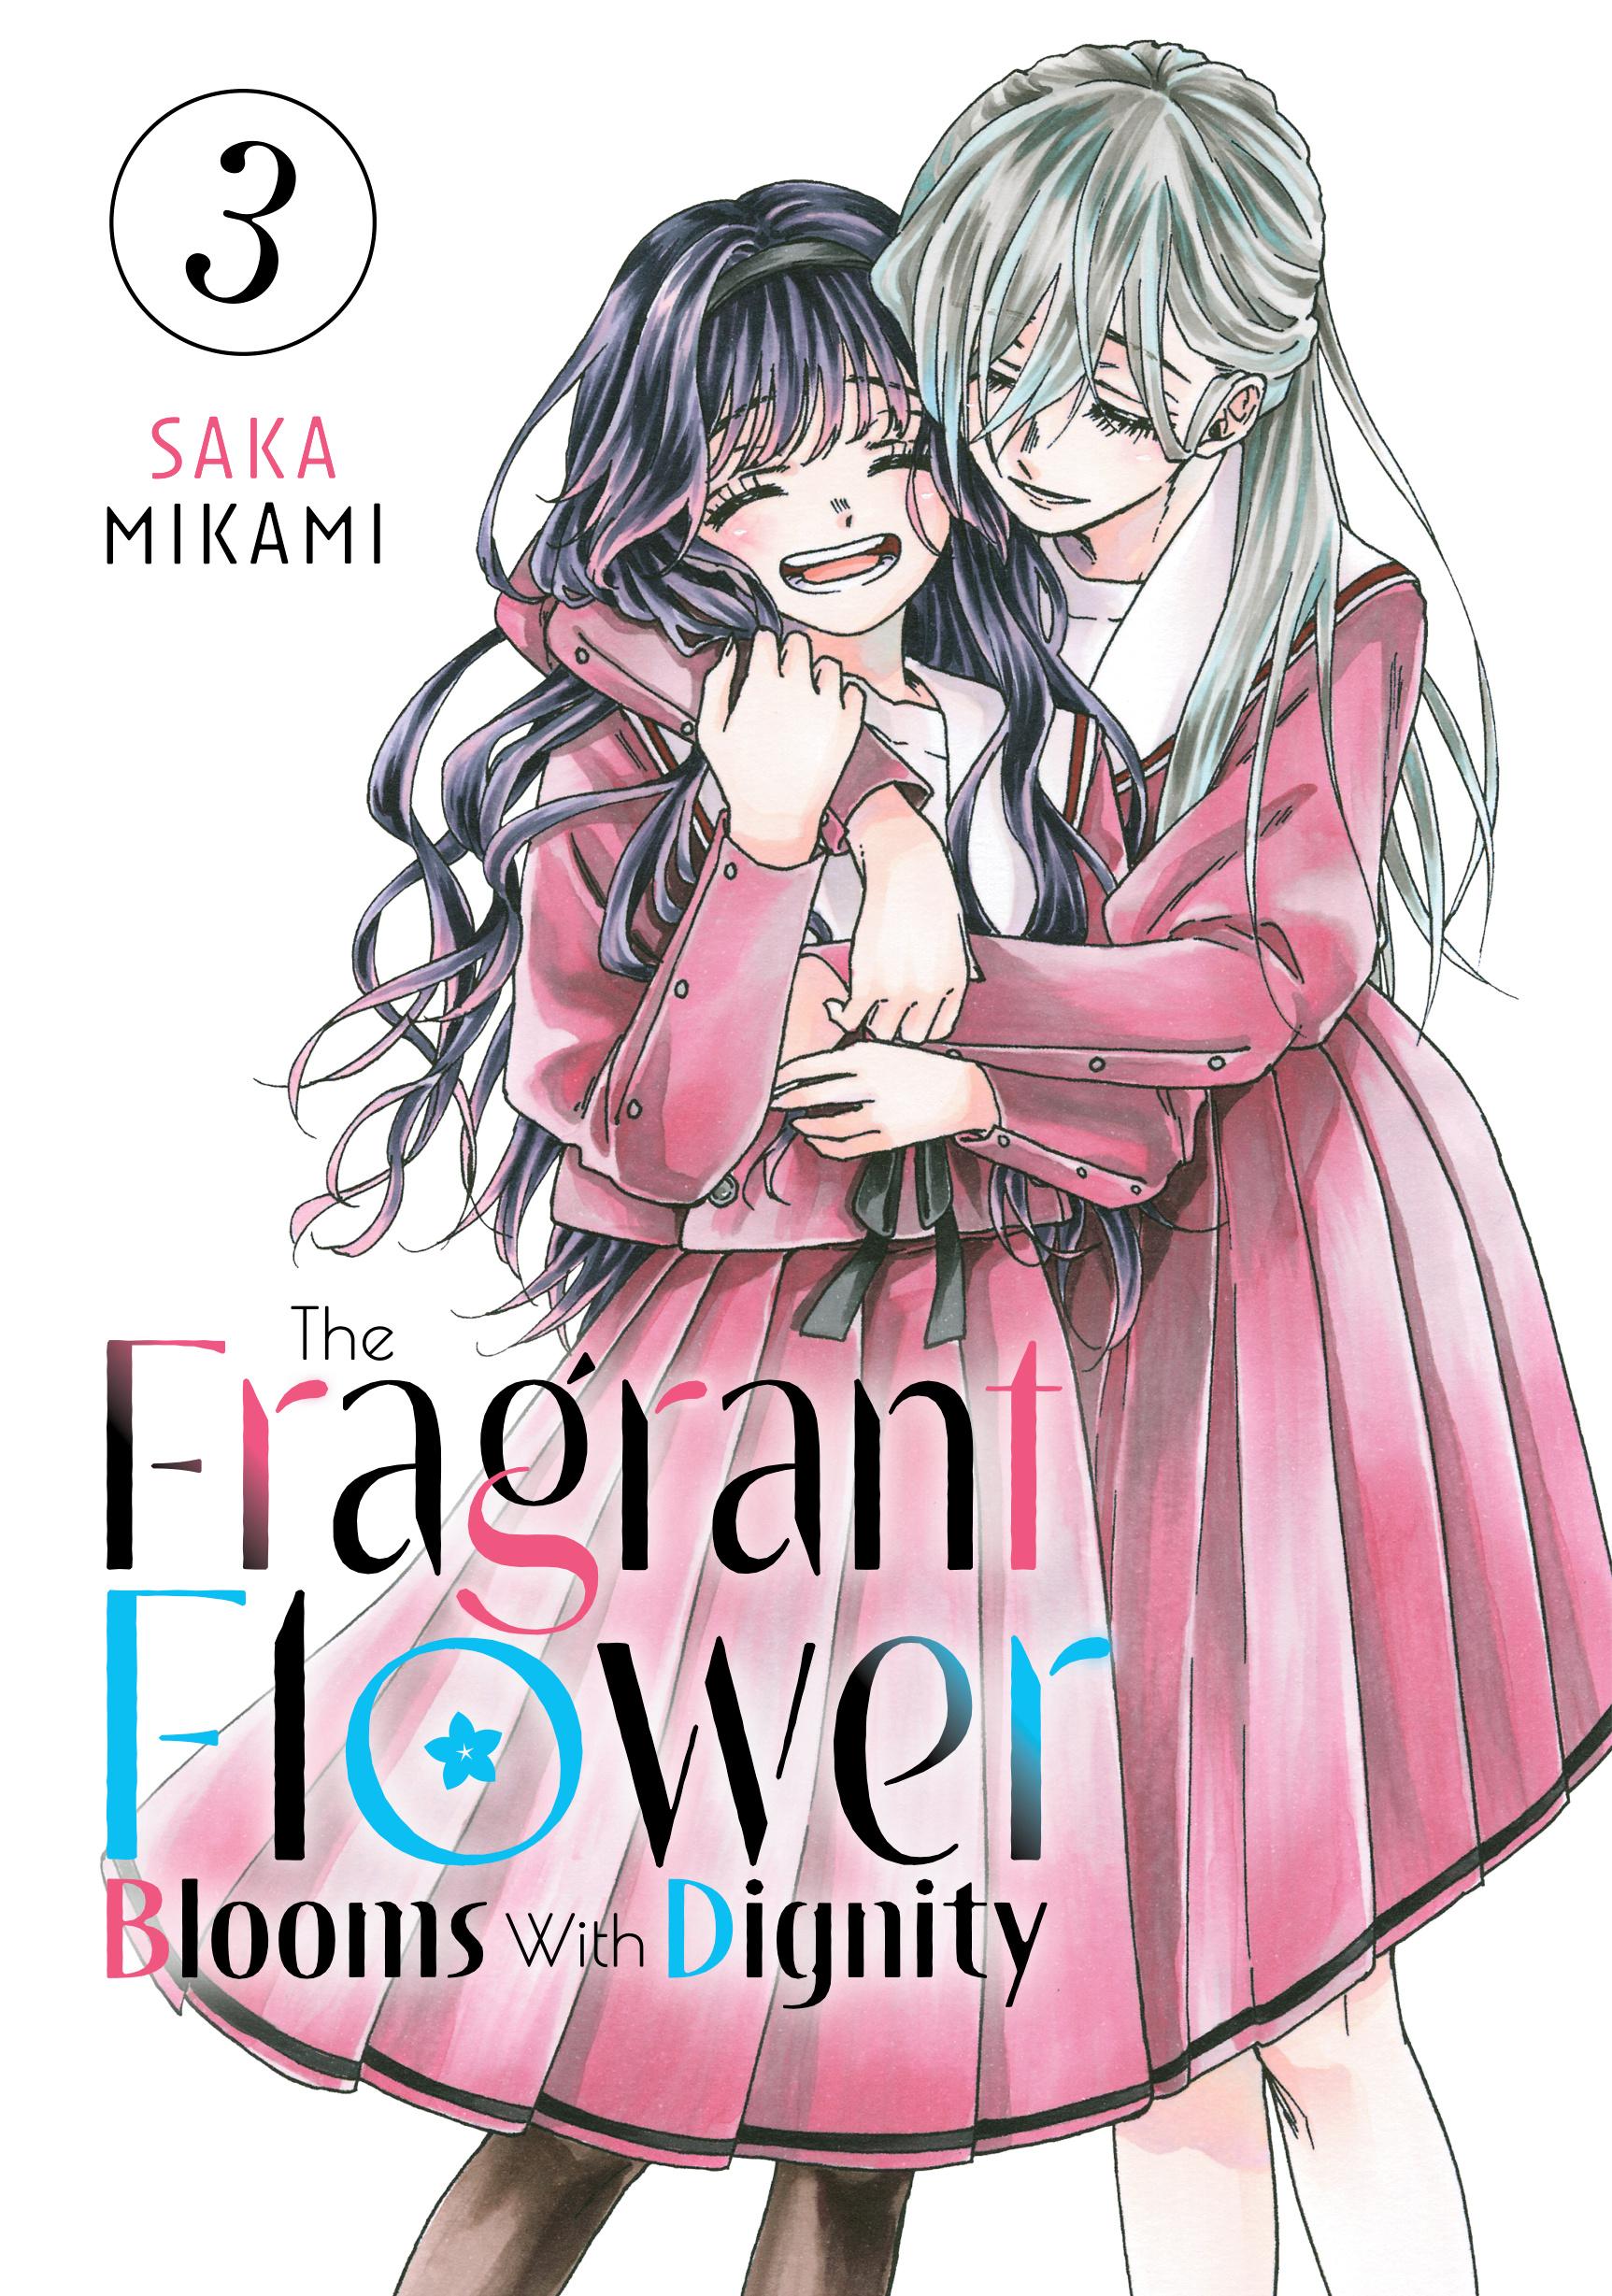 3
SAKA
MIKAMI
The
Fragrant
Flower
Blooms With Dignity